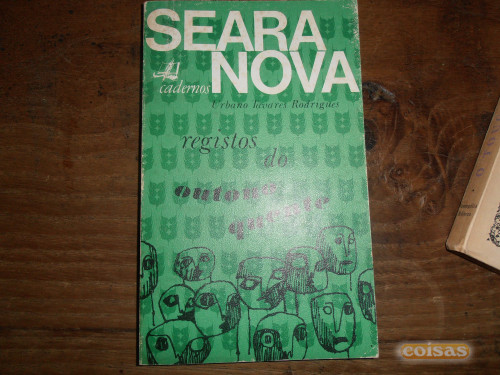 SEARA
NOVA
cadernos
Urbano Tavares Rodrigues
registos
do
outono
quente
coisas